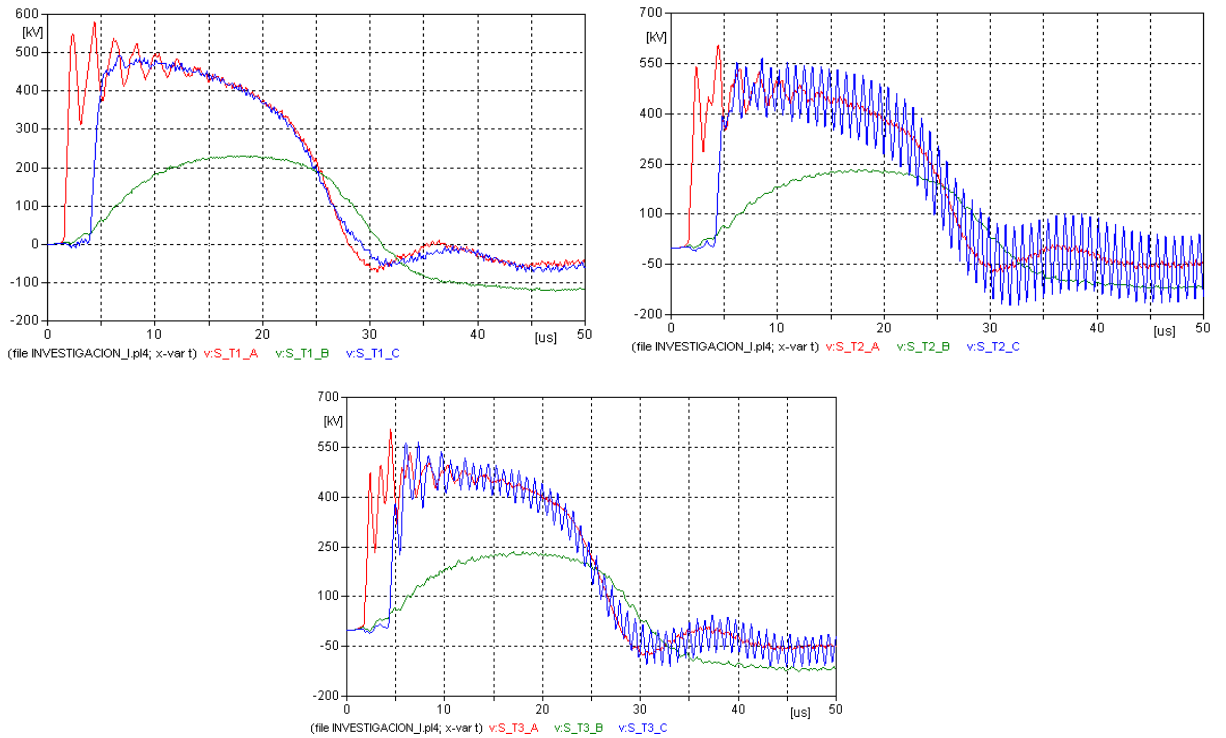 600
[kV]
500
400
300
200
100
0
-100
-200
0 10 20 30 40 [us] 50
(file INVESTIGACION_I.pl4; x-var t) v:S_T1_A v:S_T1_B v:S_T1_C
700
[kV]
550
400
250
100
-50
-200
0 10 20 30 40 [us] 50
(file INVESTIGACION_I.pl4; x-var t) v:S_T2_A v:S_T2_B v:S_T2_C
700
[kV]
550
400
250
100
-50
-200
0 10 20 30 40 [us] 50
(file INVESTIGACION_I.pl4; x-var t) v:S_T3_A v:S_T3_B v:S_T3_C